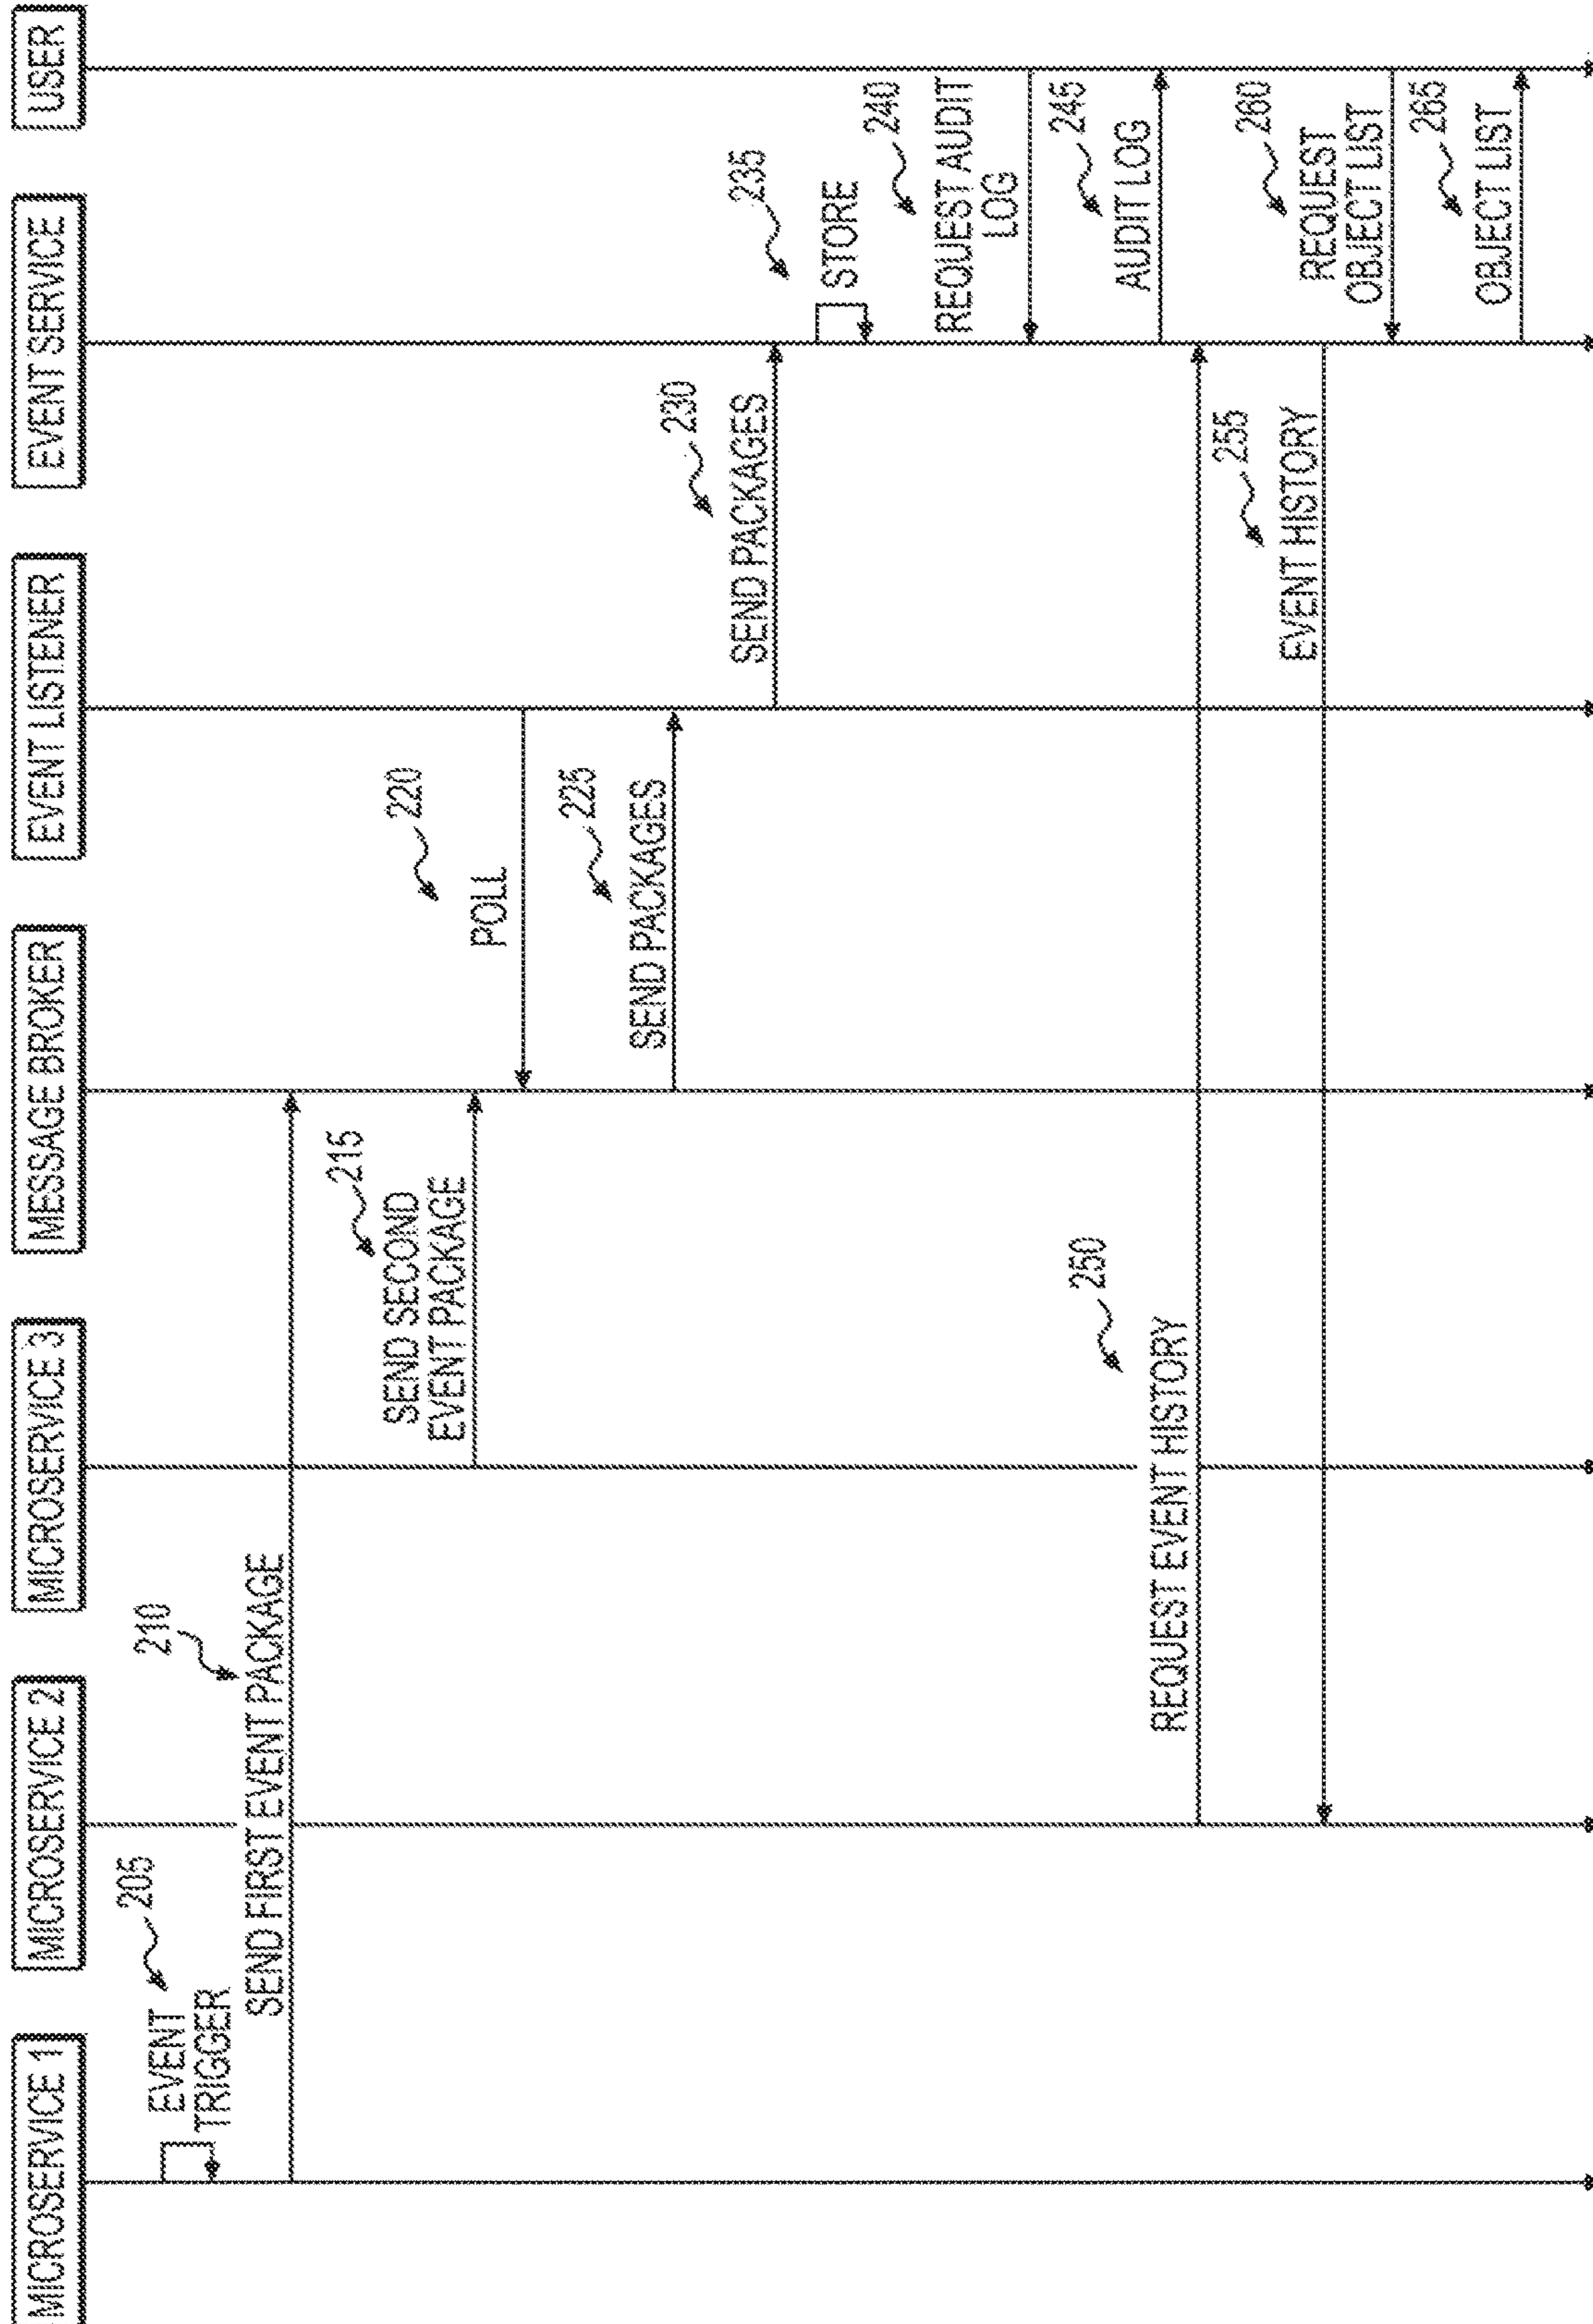 MICROSERVICE 1
MICROSERVICE 2
MICROSERVICE 3
MESSAGE BROKER
EVENT LISTENER
EVENT SERVICE
USER
205
EVENT
TRIGGER
210
SEND FIRST EVENT PACKAGE
215
SEND SECOND
EVENT PACKAGE
220
POLL
225
SEND PACKAGES
230
SEND PACKAGES
235
STORE
240
REQUEST AUDIT
LOG
245
AUDIT LOG
250
REQUEST EVENT HISTORY
255
EVENT HISTORY
260
REQUEST
OBJECT LIST
265
OBJECT LIST